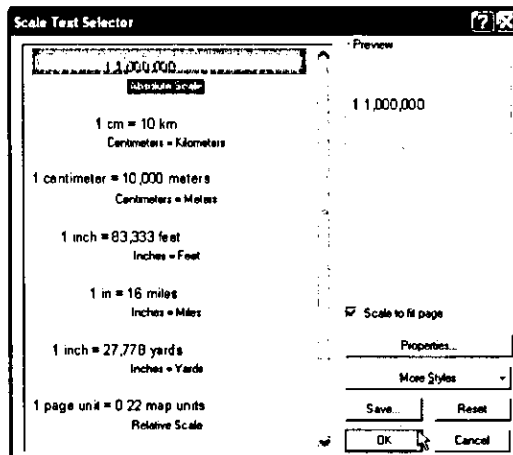 Scale Text Selector
1 1,000,000
Absolute Scale
1 cm = 10 km
Centimeters = Kilometers
1 centimeter = 10,000 meters
Centimeters = Meters
1 inch = 83,333 feet
Inches = Feet
1 in = 16 miles
Inches = Miles
1 inch = 27,778 yards
Inches = Yards
1 page unit = 0 22 map units
Relative Scale
Preview
1 1,000,000
Scale to fit page
Properties...
More Styles
Save...
Reset
OK
Cancel